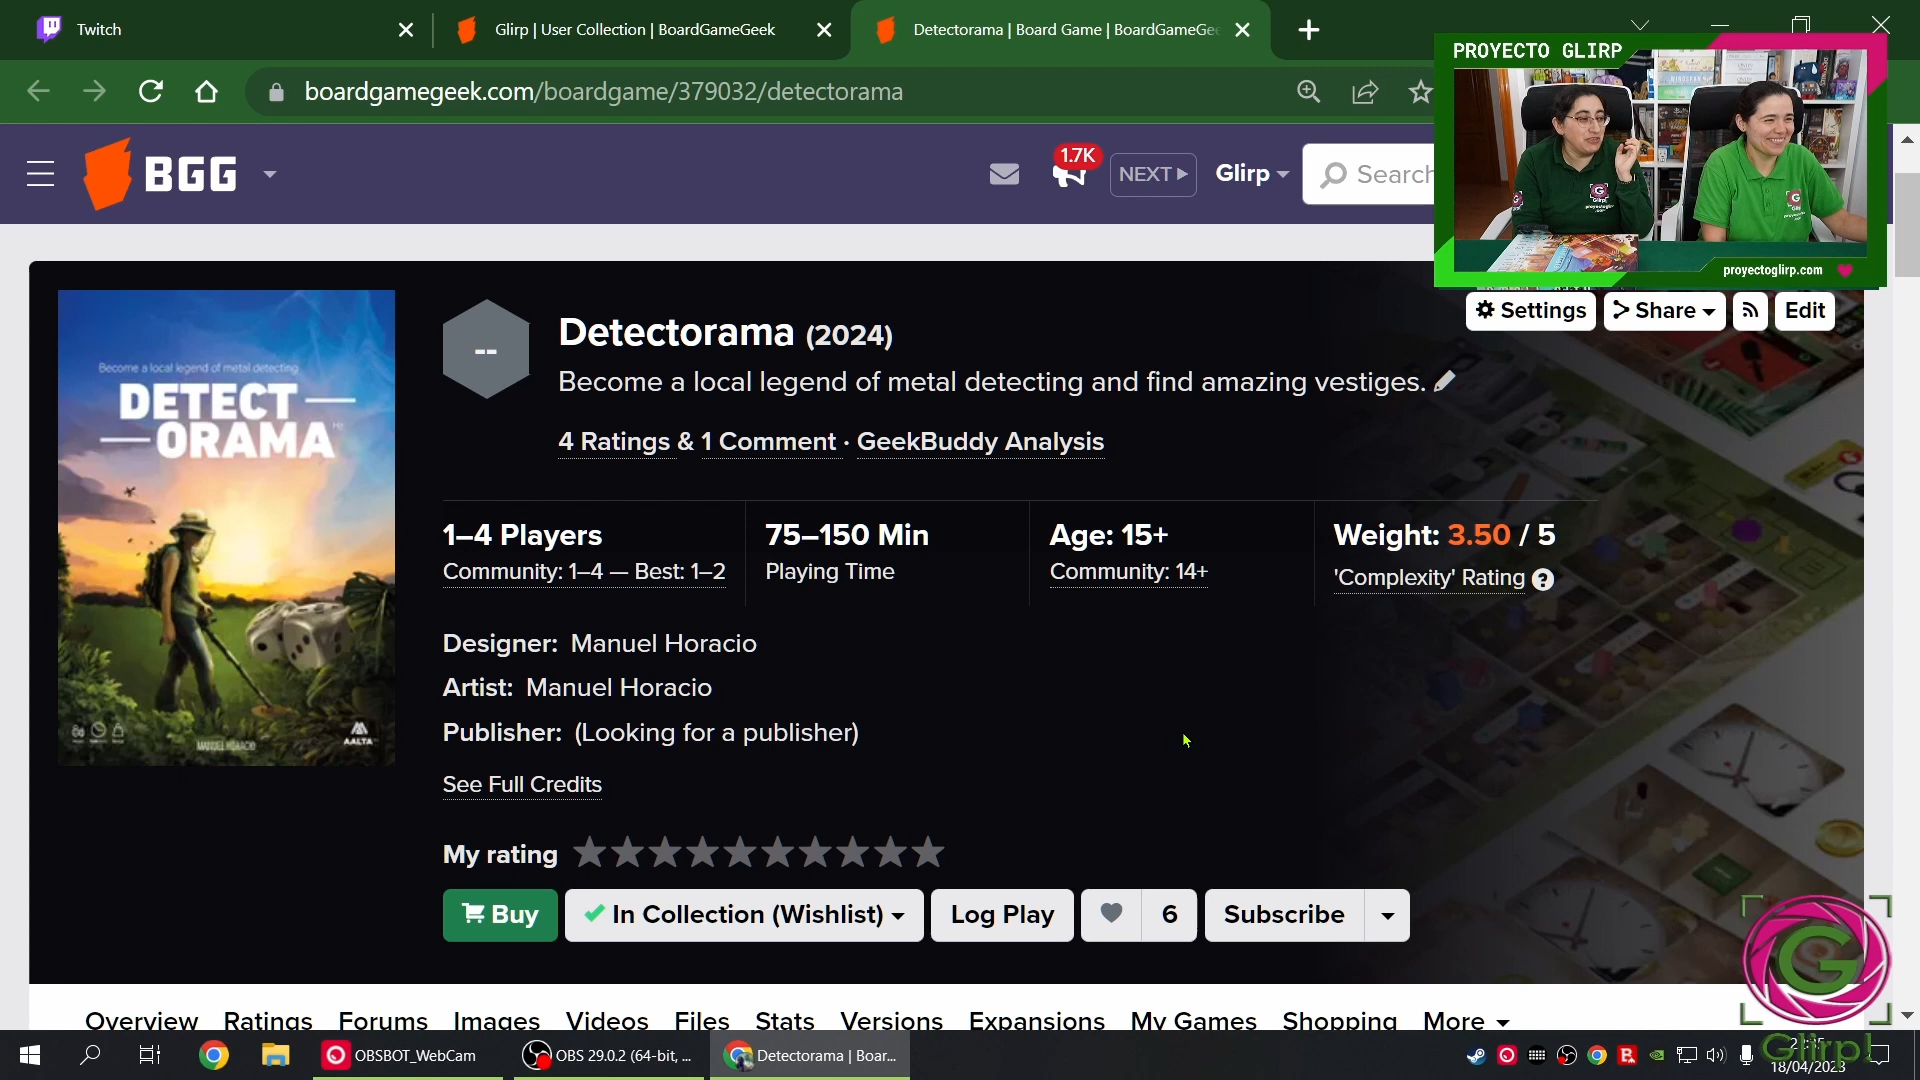 Twitch
Glirp | User Collection | BoardGameGeek
Detectorama | Board Game | BoardGameGe
PROYECTO GLIRP
boardgamegeek.com/boardgame/379032/detectorama
BGG
1.7K
NEXT
Glirp
Search
proyectoglirp.com
Settings
Share
Edit
Become a local legend of metal detecting
DETECT
ORAMA
MANUEL HORACIO
AALTA
--
Detectorama (2024)
Become a local legend of metal detecting and find amazing vestiges.
4 Ratings & 1 Comment · GeekBuddy Analysis
1–4 Players
Community: 1–4 — Best: 1–2
75–150 Min
Playing Time
Age: 15+
Community: 14+
Weight: 3.50 / 5
'Complexity' Rating ?
Designer: Manuel Horacio
Artist: Manuel Horacio
Publisher: (Looking for a publisher)
See Full Credits
My rating
Buy
In Collection (Wishlist)
Log Play
6
Subscribe
G
Overview Ratings Forums Images Videos Files Stats Versions Expansions My Games Shopping More
OBSBOT_WebCam
OBS 29.0.2 (64-bit, ...
Detectorama | Boar...
Glirp!
18/04/2023